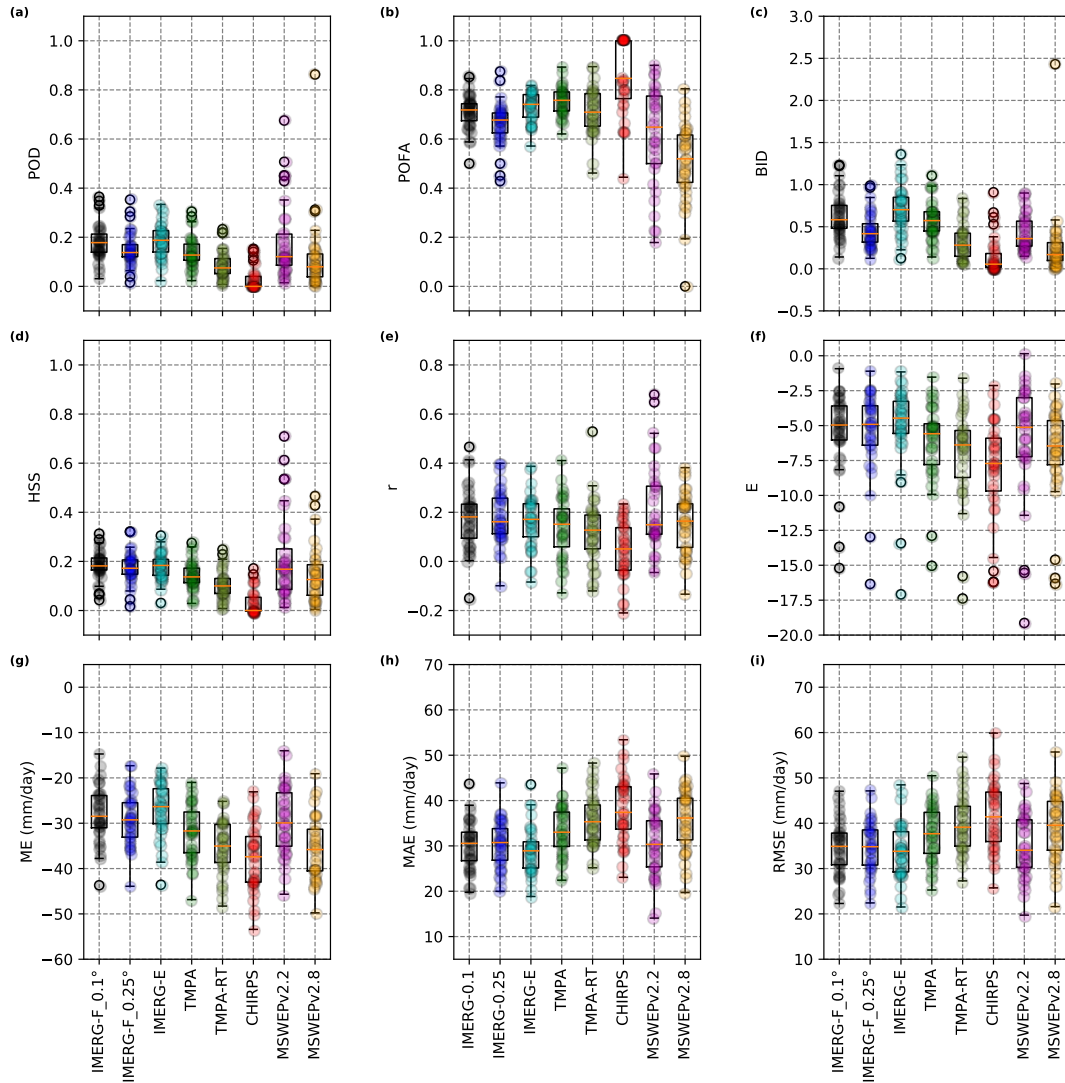 (a)
POD
1.0
0.8
0.6
0.4
0.2
0.0
(b)
POFA
1.0
0.8
0.6
0.4
0.2
0.0
(c)
BID
3.0
2.5
2.0
1.5
1.0
0.5
0.0
−0.5
(d)
HSS
1.0
0.8
0.6
0.4
0.2
0.0
(e)
r
0.8
0.6
0.4
0.2
0.0
−0.2
(f)
E
0.0
−2.5
−5.0
−7.5
−10.0
−12.5
−15.0
−17.5
−20.0
(g)
ME (mm/day)
0
−10
−20
−30
−40
−50
−60
IMERG-F_0.1°
IMERG-F_0.25°
IMERG-E
TMPA
TMPA-RT
CHIRPS
MSWEPv2.2
MSWEPv2.8
(h)
MAE (mm/day)
70
60
50
40
30
20
10
IMERG-0.1
IMERG-0.25
IMERG-E
TMPA
TMPA-RT
CHIRPS
MSWEPv2.2
MSWEPv2.8
(i)
RMSE (mm/day)
75
70
60
50
40
30
20
10
IMERG-F_0.1°
IMERG-F_0.25°
IMERG-E
TMPA
TMPA-RT
CHIRPS
MSWEPv2.2
MSWEPv2.8